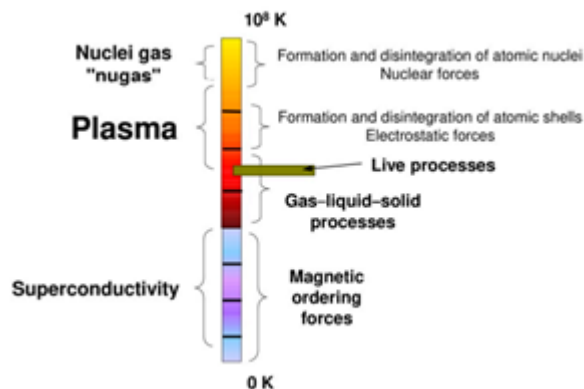 10⁸ K
Nuclei gas
"nugas"
Formation and disintegration of atomic nuclei
Nuclear forces
Plasma
Formation and disintegration of atomic shells
Electrostatic forces
Live processes
Gas–liquid–solid
processes
Superconductivity
Magnetic
ordering
forces
0 K